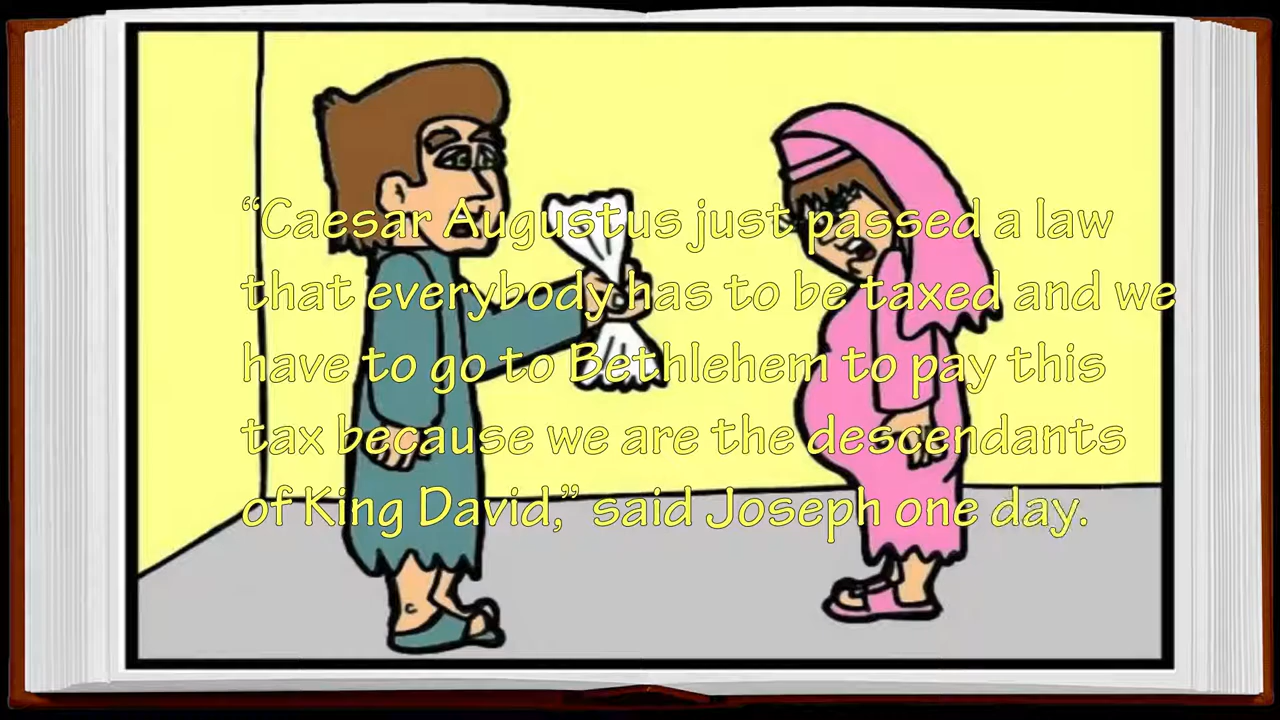 “Caesar Augustus just passed a law
that everybody has to be taxed and we
have to go to Bethlehem to pay this
tax because we are the descendants
of King David,” said Joseph one day.